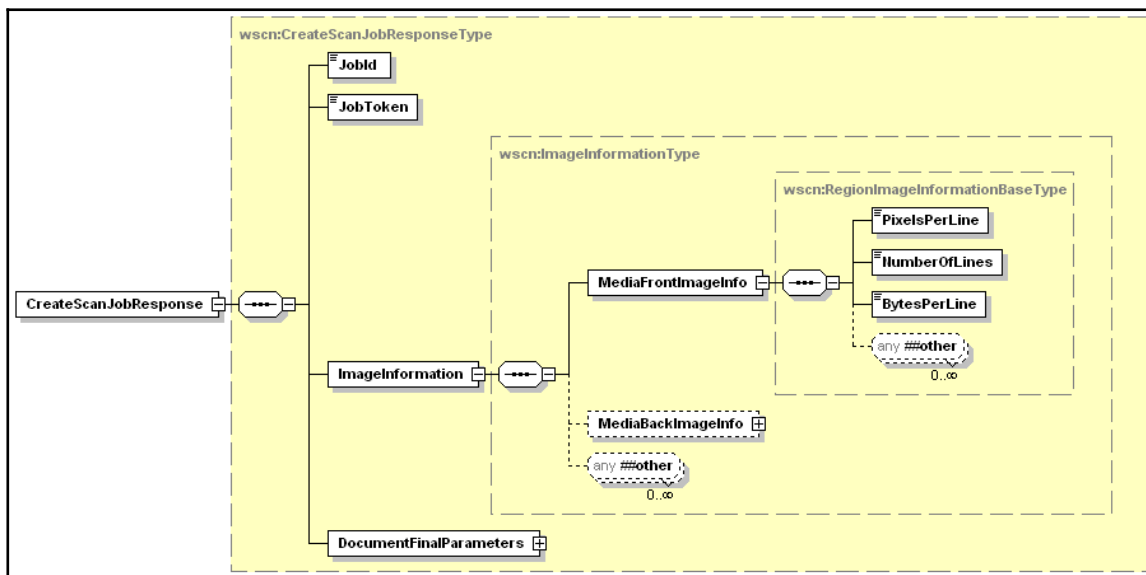 wscn:CreateScanJobResponseType
JobId
JobToken
wscn:ImageInformationType
wscn:RegionImageInformationBaseType
PixelsPerLine
NumberOfLines
MediaFrontImageInfo
BytesPerLine
CreateScanJobResponse
any ##other
0..∞
ImageInformation
MediaBackImageInfo
any ##other
0..∞
DocumentFinalParameters